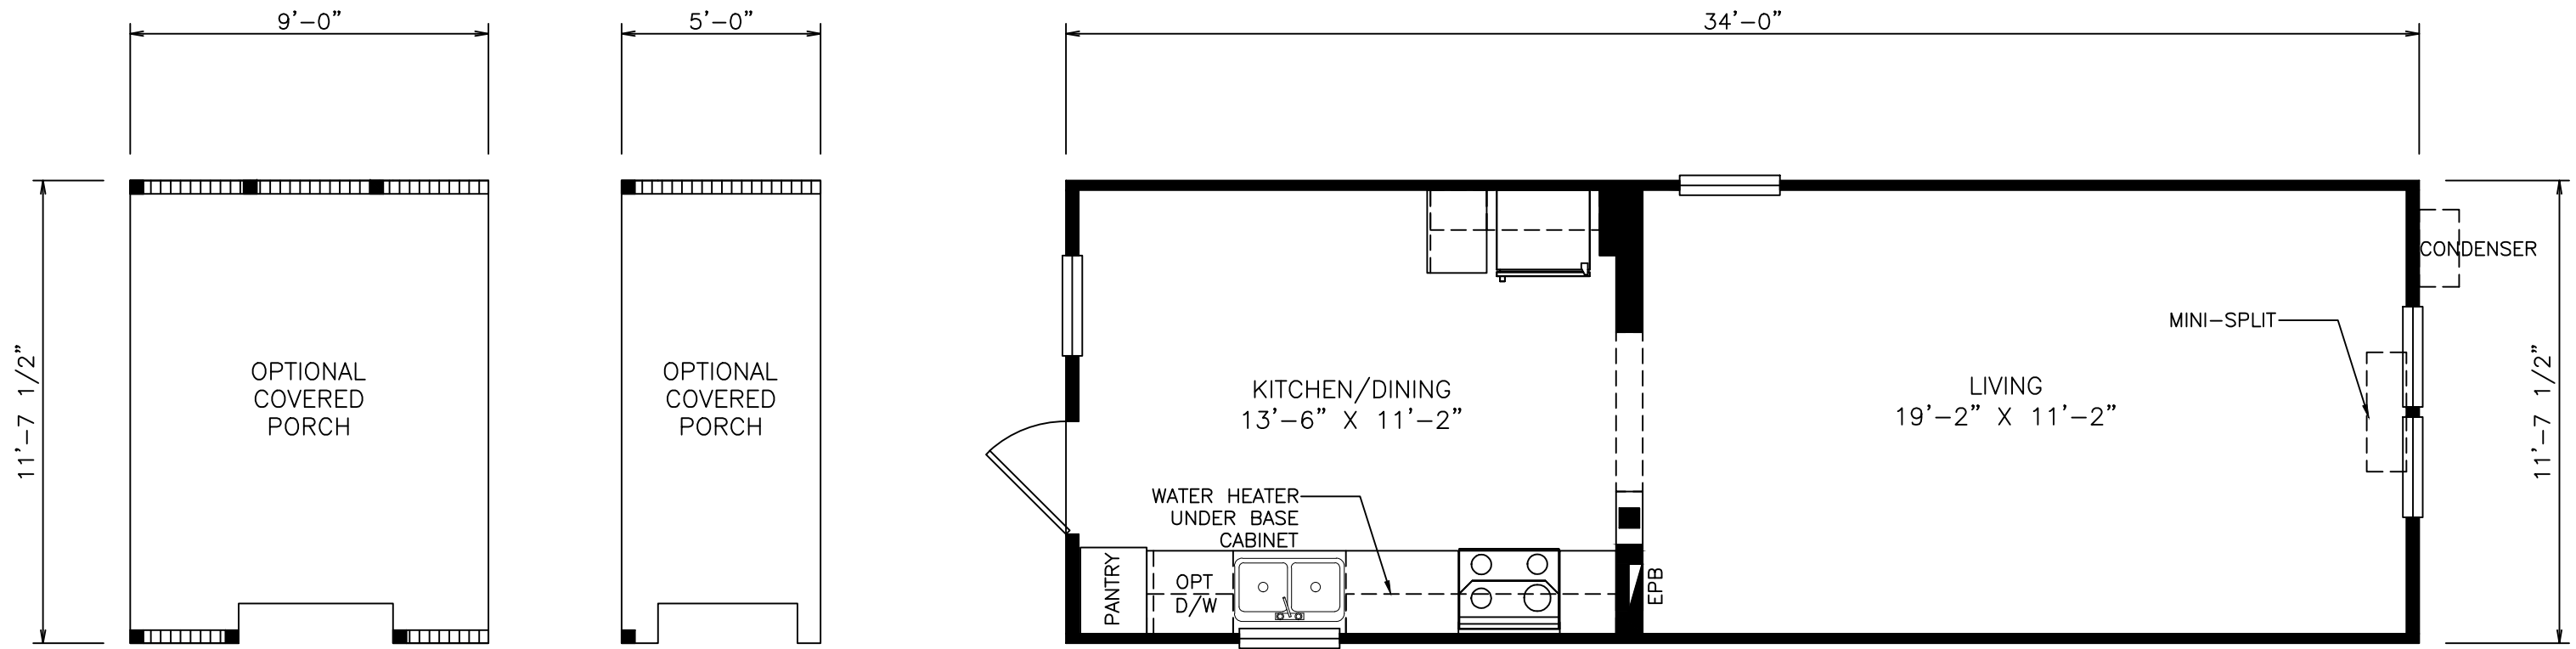 9'-0"
5'-0"
34'-0"
11'-7 1/2"
OPTIONAL
COVERED
PORCH
OPTIONAL
COVERED
PORCH
KITCHEN/DINING
13'-6" X 11'-2"
WATER HEATER
UNDER BASE
CABINET
PANTRY
OPT
D/W
EPB
LIVING
19'-2" X 11'-2"
MINI-SPLIT
CONDENSER
11'-7 1/2"